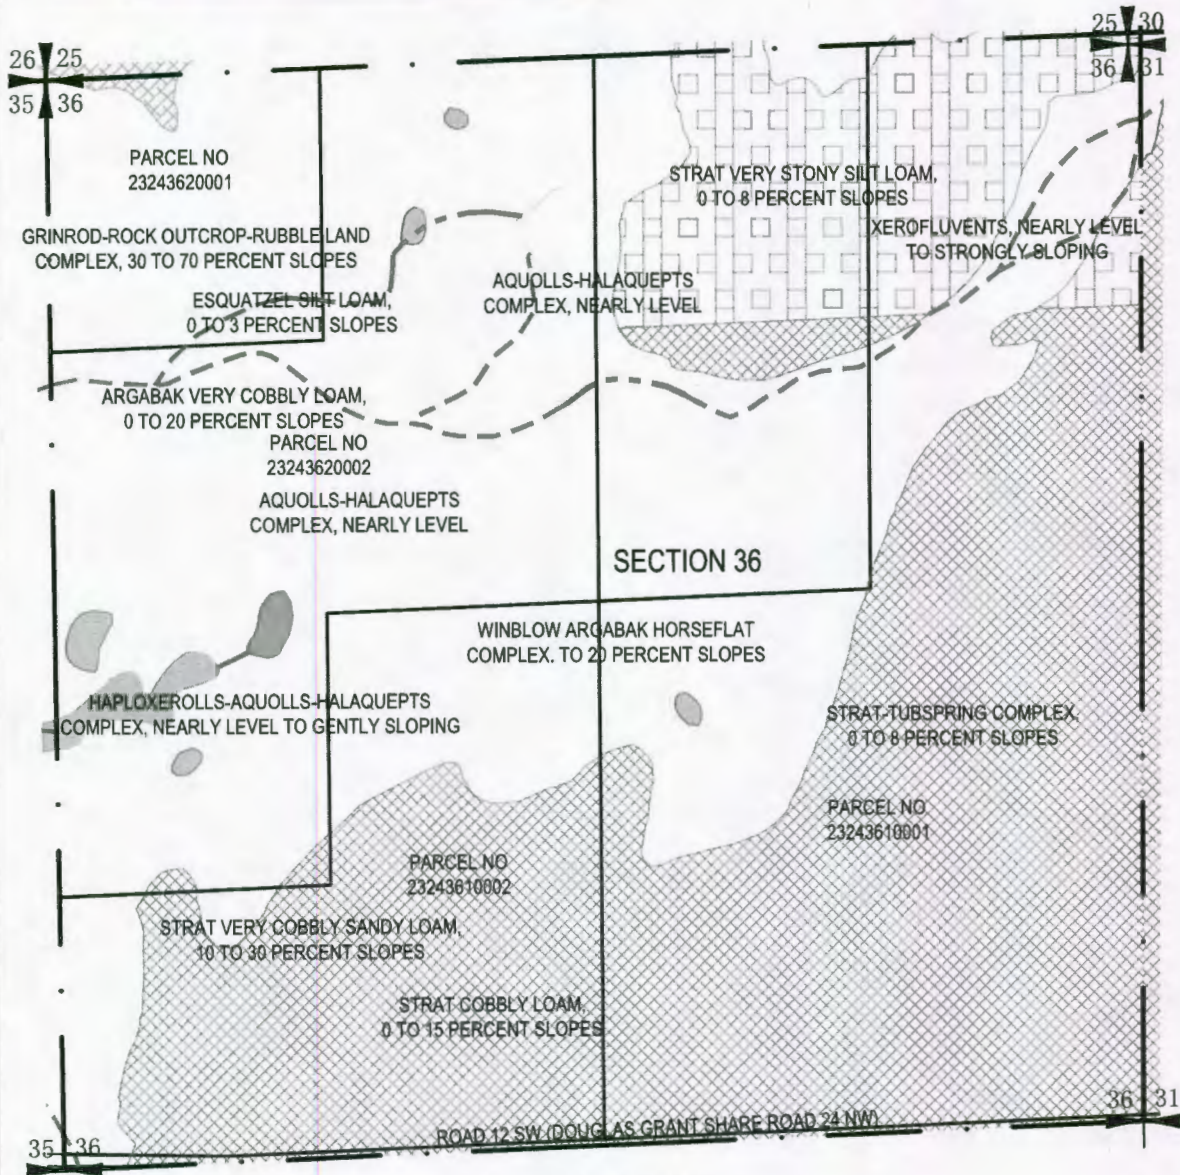 25 30
26 25
36 31
35 36
PARCEL NO
23243620001
STRAT VERY STONY SILT LOAM,
0 TO 8 PERCENT SLOPES
GRINROD-ROCK OUTCROP-RUBBLE LAND
COMPLEX, 30 TO 70 PERCENT SLOPES
XEROFLUVENTS, NEARLY LEVEL
TO STRONGLY SLOPING
AQUOLLS-HALAQUEPTS
COMPLEX, NEARLY LEVEL
ESQUATZEL SILT LOAM,
0 TO 3 PERCENT SLOPES
ARGABAK VERY COBBLY LOAM,
0 TO 20 PERCENT SLOPES
PARCEL NO
23243620002
AQUOLLS-HALAQUEPTS
COMPLEX, NEARLY LEVEL
SECTION 36
WINBLOW ARGABAK HORSEFLAT
COMPLEX. TO 20 PERCENT SLOPES
HAPLOXEROLLS-AQUOLLS-HALAQUEPTS
COMPLEX, NEARLY LEVEL TO GENTLY SLOPING
STRAT-TUBSPRING COMPLEX,
0 TO 8 PERCENT SLOPES
PARCEL NO
23243610001
PARCEL NO
23243610002
STRAT VERY COBBLY SANDY LOAM,
10 TO 30 PERCENT SLOPES
STRAT COBBLY LOAM,
0 TO 15 PERCENT SLOPES
ROAD 12 SW (DOUGLAS GRANT SHARE ROAD 24 NW)
36 31
35 36